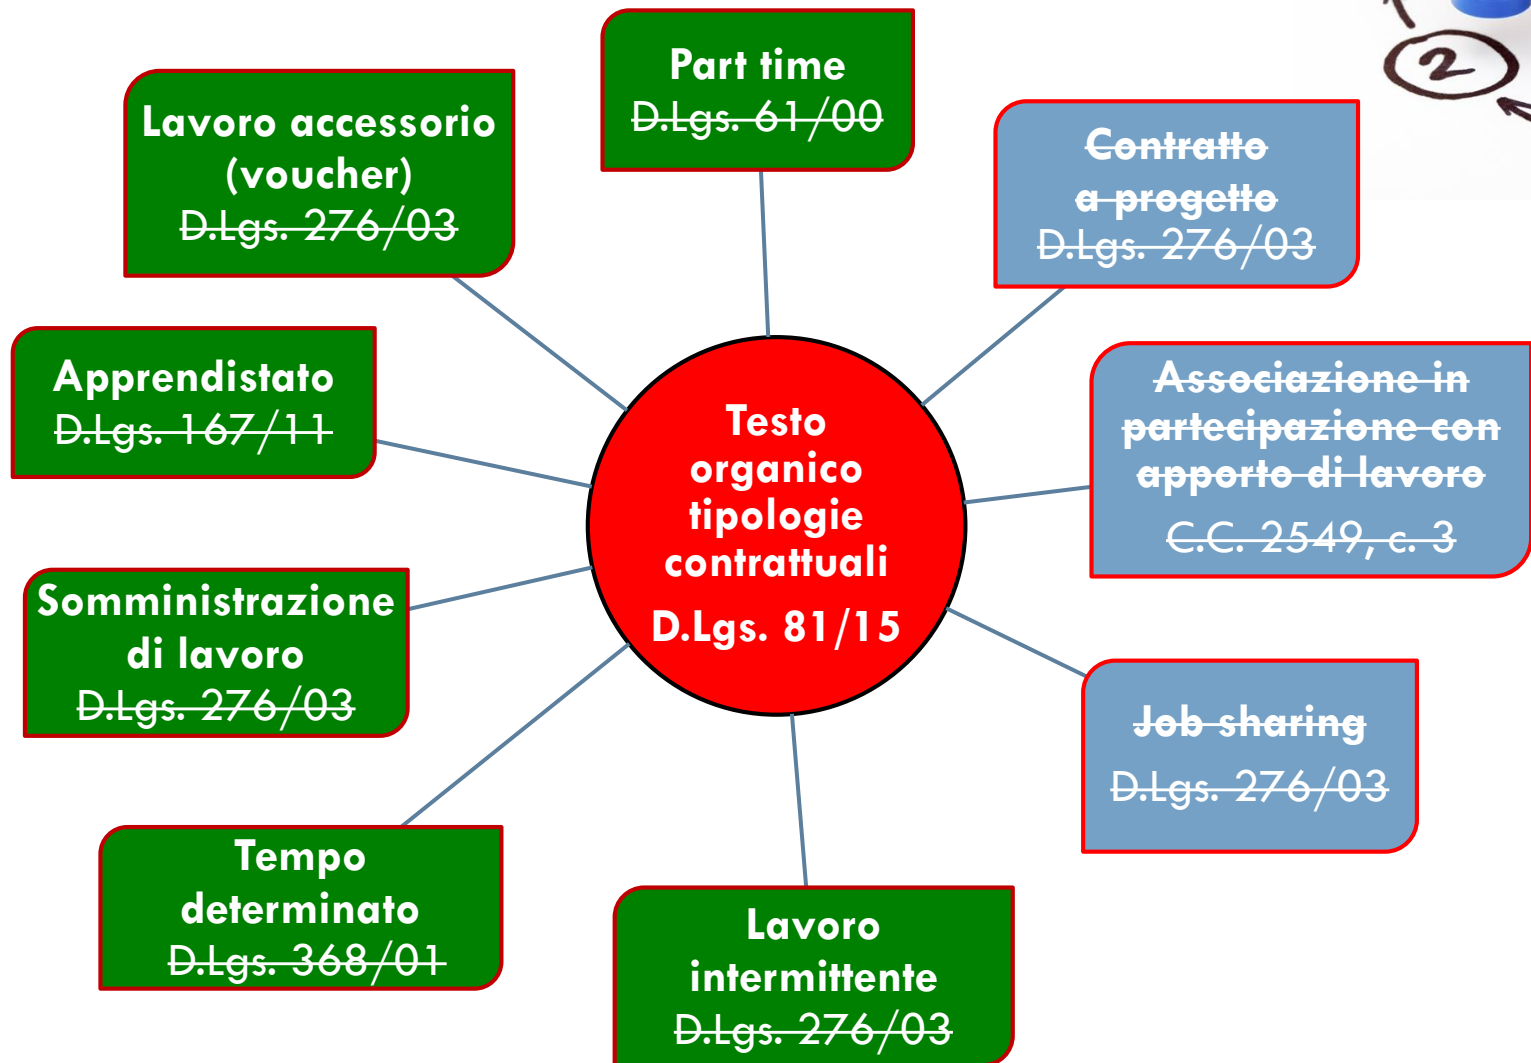 Part time
D.Lgs. 61/00
2
Lavoro accessorio
(voucher)
D.Lgs. 276/03
Contratto
a progetto
D.Lgs. 276/03
Apprendistato
D.Lgs. 167/11
Testo
organico
tipologie
contrattuali
D.Lgs. 81/15
Associazione in
partecipazione con
apporto di lavoro
C.C. 2549, c. 3
Somministrazione
di lavoro
D.Lgs. 276/03
Job sharing
D.Lgs. 276/03
Tempo
determinato
D.Lgs. 368/01
Lavoro
intermittente
D.Lgs. 276/03